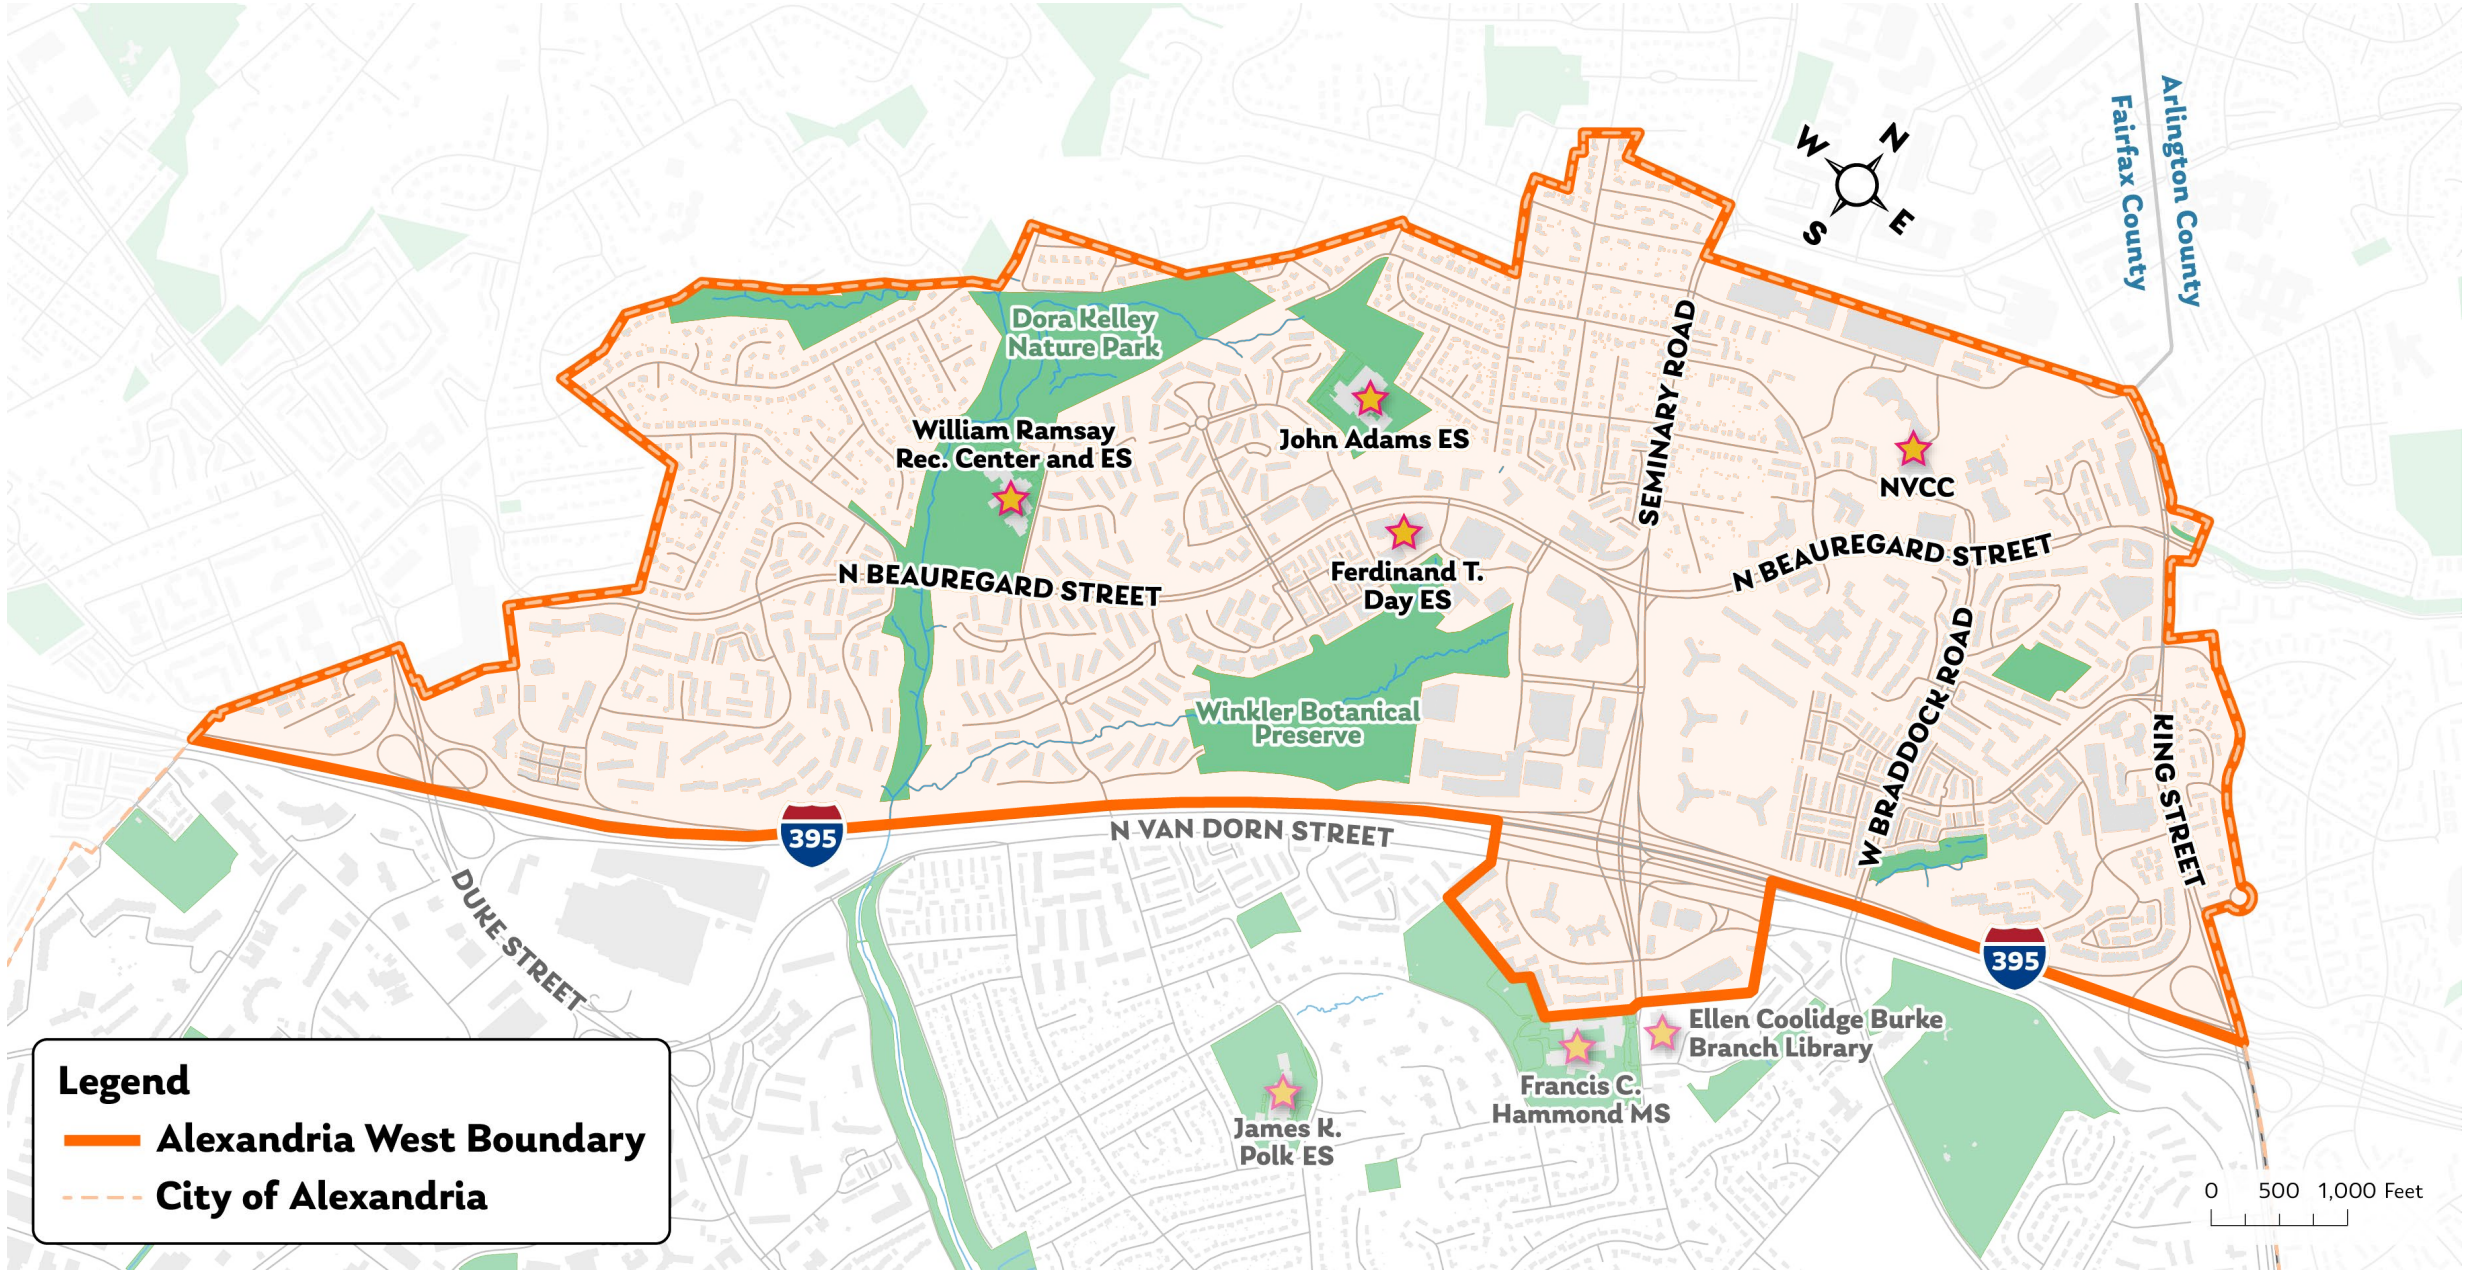 Arlington County
Fairfax County
N
W
E
S
Dora Kelley
Nature Park
SEMINARY ROAD
William Ramsay
Rec. Center and ES
John Adams ES
NVCC
N BEAUREGARD STREET
N BEAUREGARD STREET
Ferdinand T.
Day ES
W BRADDOCK ROAD
Winkler Botanical
Preserve
KING STREET
395
N VAN DORN STREET
DUKE STREET
395
Ellen Coolidge Burke
Branch Library
Francis C.
Hammond MS
James K.
Polk ES
Legend
Alexandria West Boundary
City of Alexandria
0 500 1,000 Feet